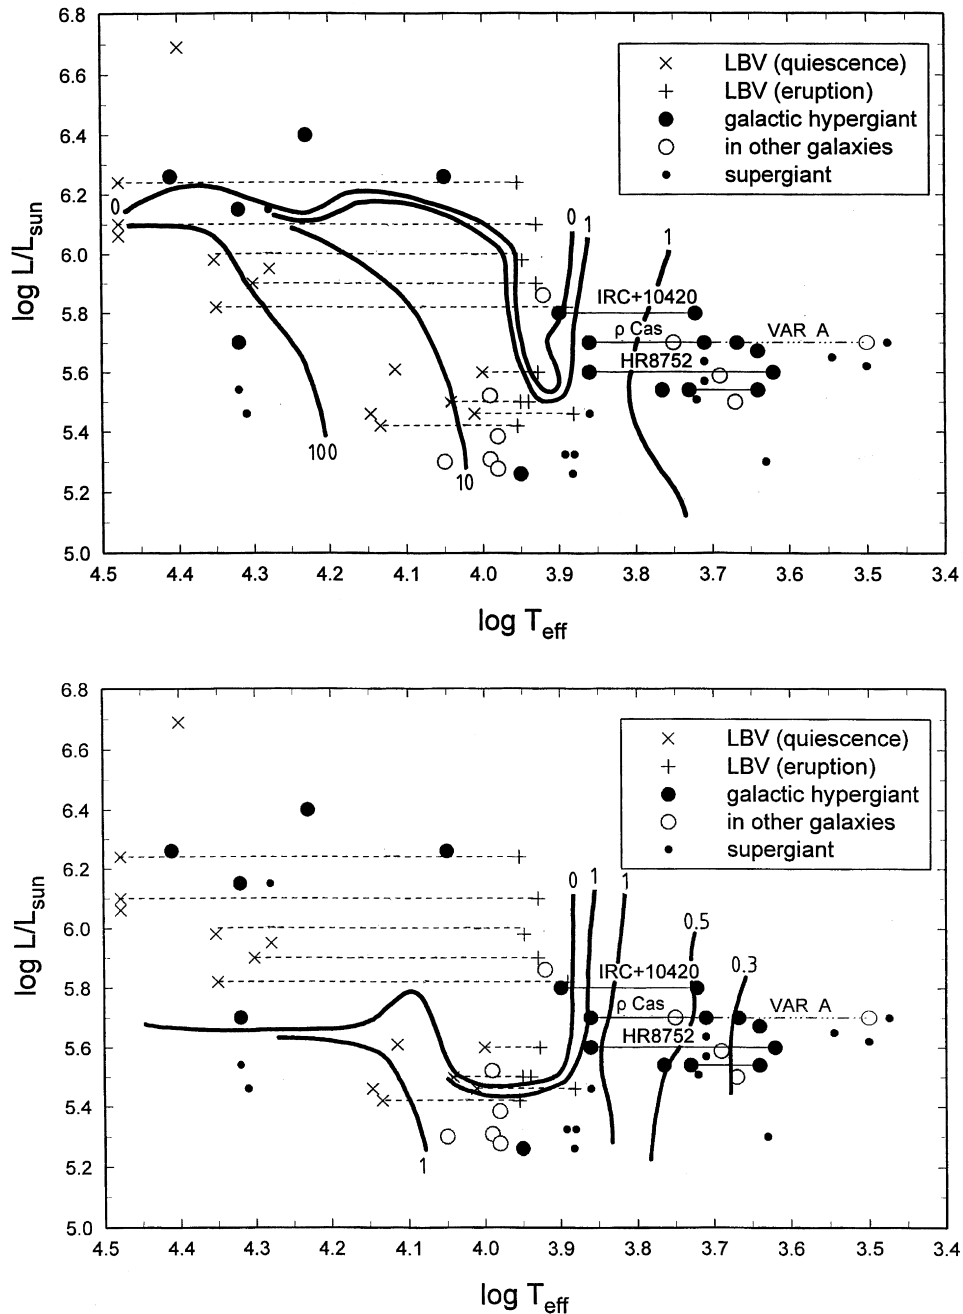 6.8
6.6
6.4
6.2
6.0
5.8
5.6
5.4
5.2
5.0
log L/Lsun
× LBV (quiescence)
+ LBV (eruption)
● galactic hypergiant
○ in other galaxies
• supergiant
0
0
1
1
IRC+10420
ρ Cas
VAR A
HR8752
100
10
4.5 4.4 4.3 4.2 4.1 4.0 3.9 3.8 3.7 3.6 3.5 3.4
log Teff
6.8
6.6
6.4
6.2
6.0
5.8
5.6
5.4
5.2
5.0
log L/Lsun
× LBV (quiescence)
+ LBV (eruption)
● galactic hypergiant
○ in other galaxies
• supergiant
0
1
1
0.5
0.3
IRC+10420
ρ Cas
VAR A
HR8752
1
4.5 4.4 4.3 4.2 4.1 4.0 3.9 3.8 3.7 3.6 3.5 3.4
log Teff